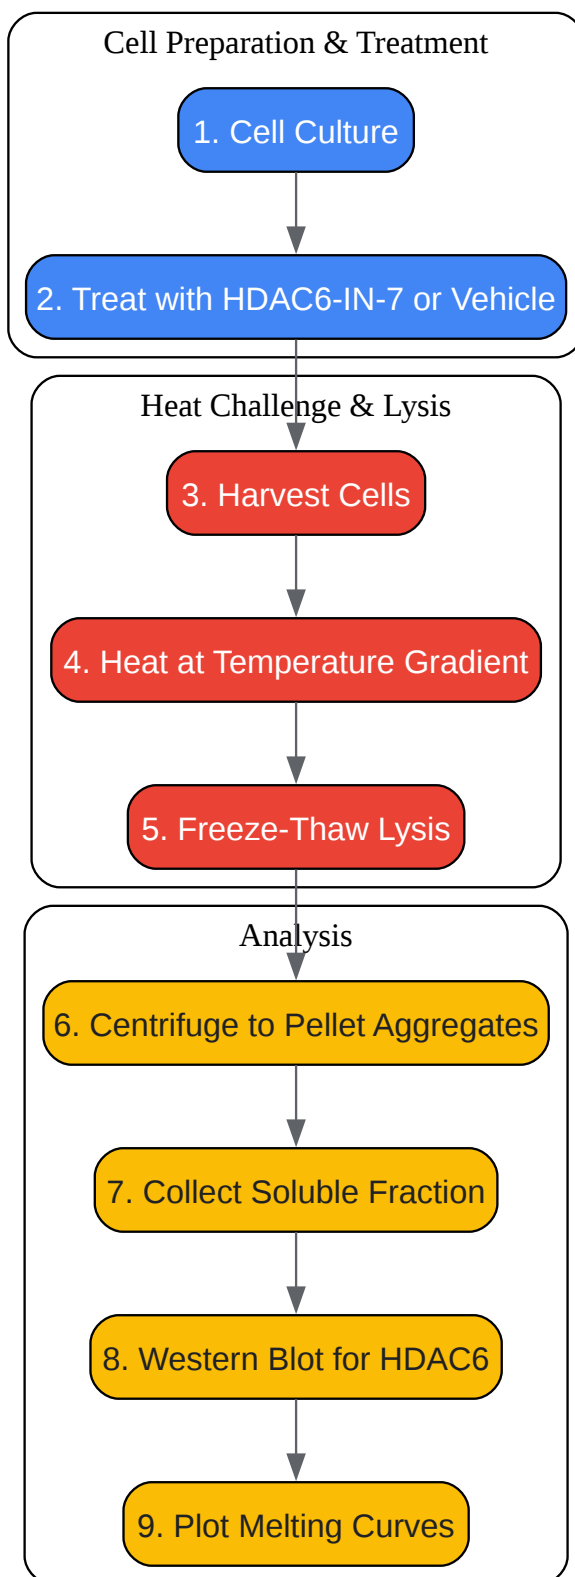 Cell Preparation & Treatment
1. Cell Culture
2. Treat with HDAC6-IN-7 or Vehicle
Heat Challenge & Lysis
3. Harvest Cells
4. Heat at Temperature Gradient
5. Freeze-Thaw Lysis
Analysis
6. Centrifuge to Pellet Aggregates
7. Collect Soluble Fraction
8. Western Blot for HDAC6
9. Plot Melting Curves